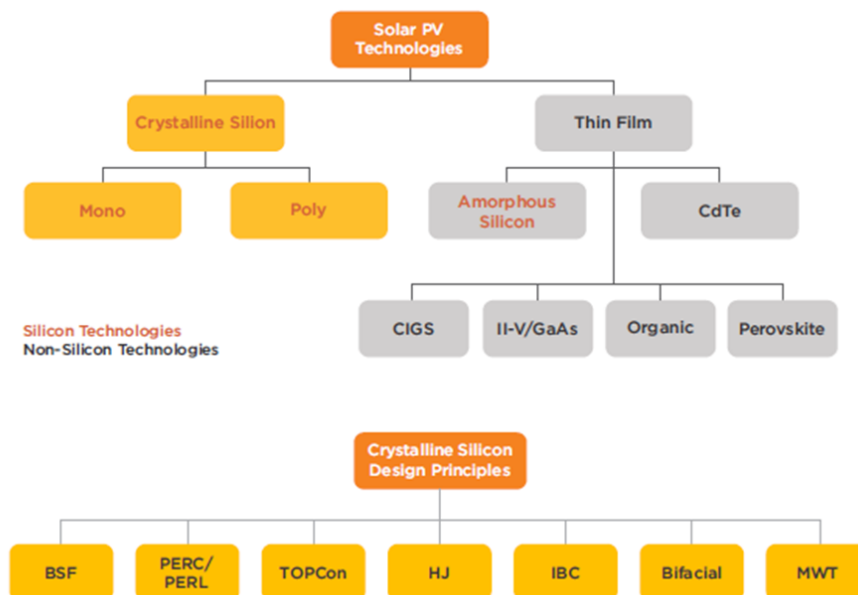 Solar PV
Technologies
Crystalline Silion
Thin Film
Mono
Poly
Amorphous
Silicon
CdTe
CIGS
II-V/GaAs
Organic
Perovskite
Silicon Technologies
Non-Silicon Technologies
Crystalline Silicon
Design Principles
BSF
PERC/
PERL
TOPCon
HJ
IBC
Bifacial
MWT